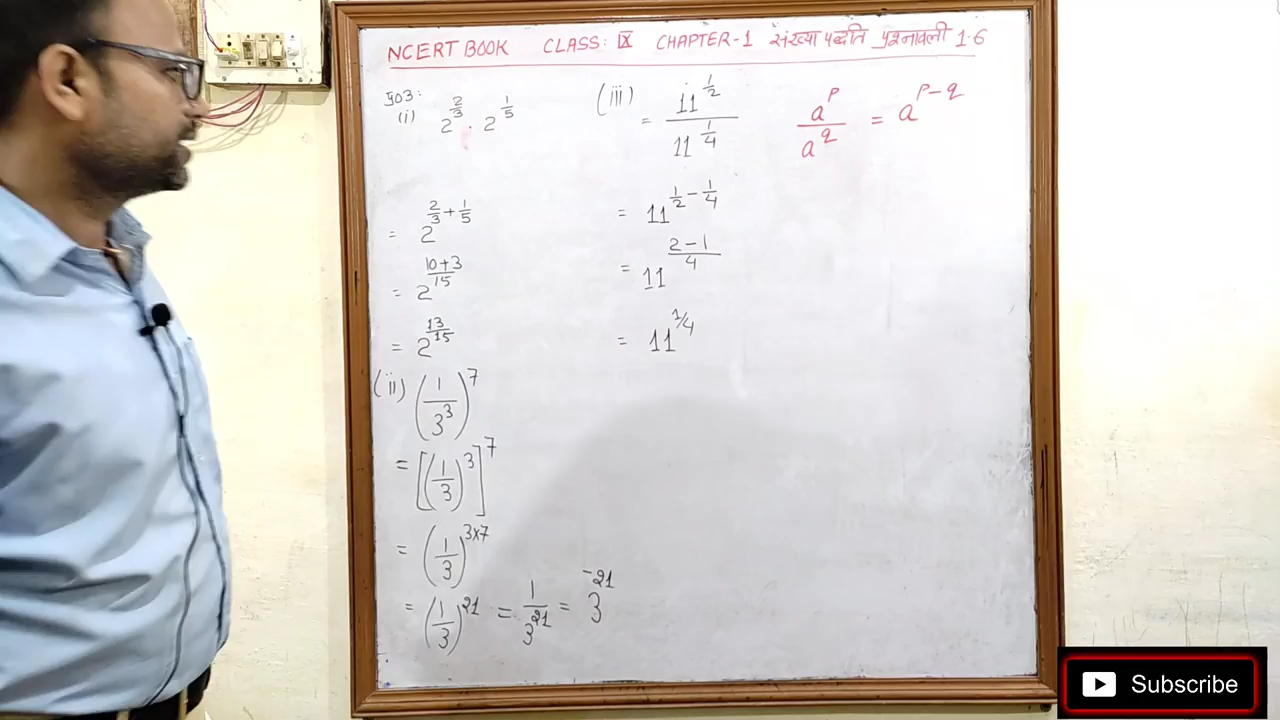 NCERT BOOK CLASS: IX CHAPTER-1 संख्या पद्धति प्रश्नावली 1.6
प्र03:
(i) 2^(2/3) . 2^(1/5)
= 2^(2/3 + 1/5)
= 2^((10+3)/15)
= 2^(13/15)
(ii) (1/3^3)^7
= [(1/3)^3]^7
= (1/3)^(3x7)
= (1/3)^21 = 1/3^21 = 3^-21
(iii) = 11^(1/2) / 11^(1/4)
= 11^(1/2 - 1/4)
= 11^((2-1)/4)
= 11^(1/4)
a^p / a^q = a^(p-q)
Subscribe